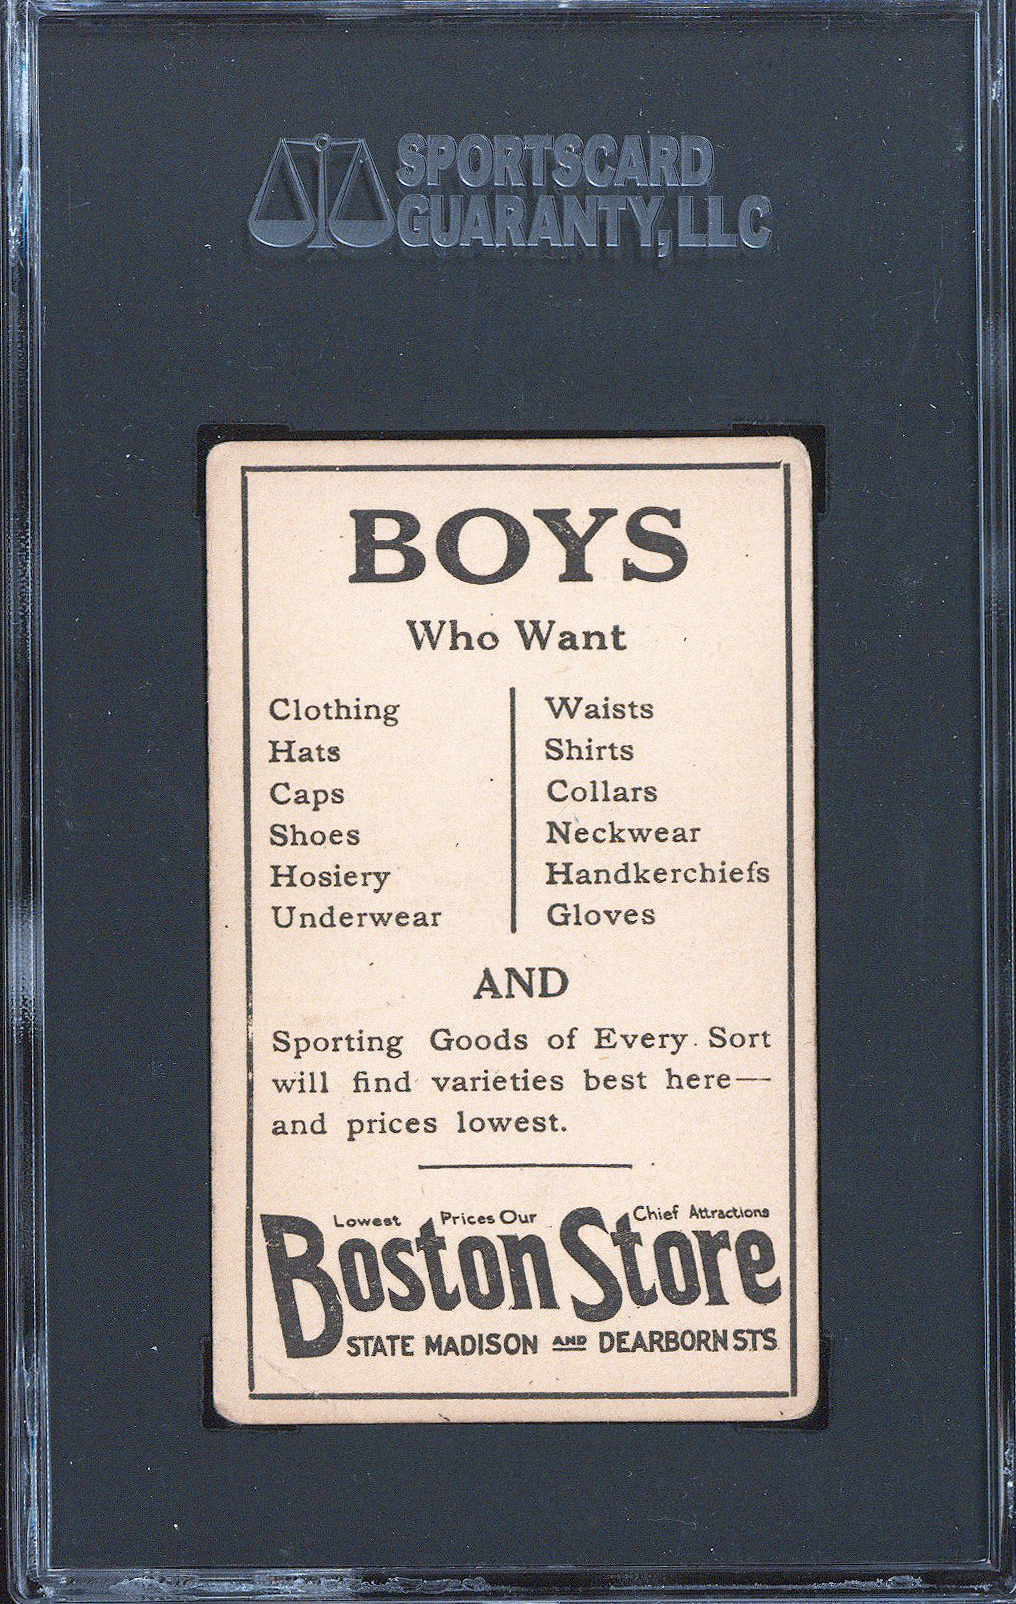 SPORTSCARD
GUARANTY, LLC
BOYS
Who Want
Clothing
Hats
Caps
Shoes
Hosiery
Underwear
Waists
Shirts
Collars
Neckwear
Handkerchiefs
Gloves
AND
Sporting Goods of Every Sort
will find varieties best here—
and prices lowest.
Lowest Prices Our Chief Attractions
Boston Store
STATE MADISON AND DEARBORN STS